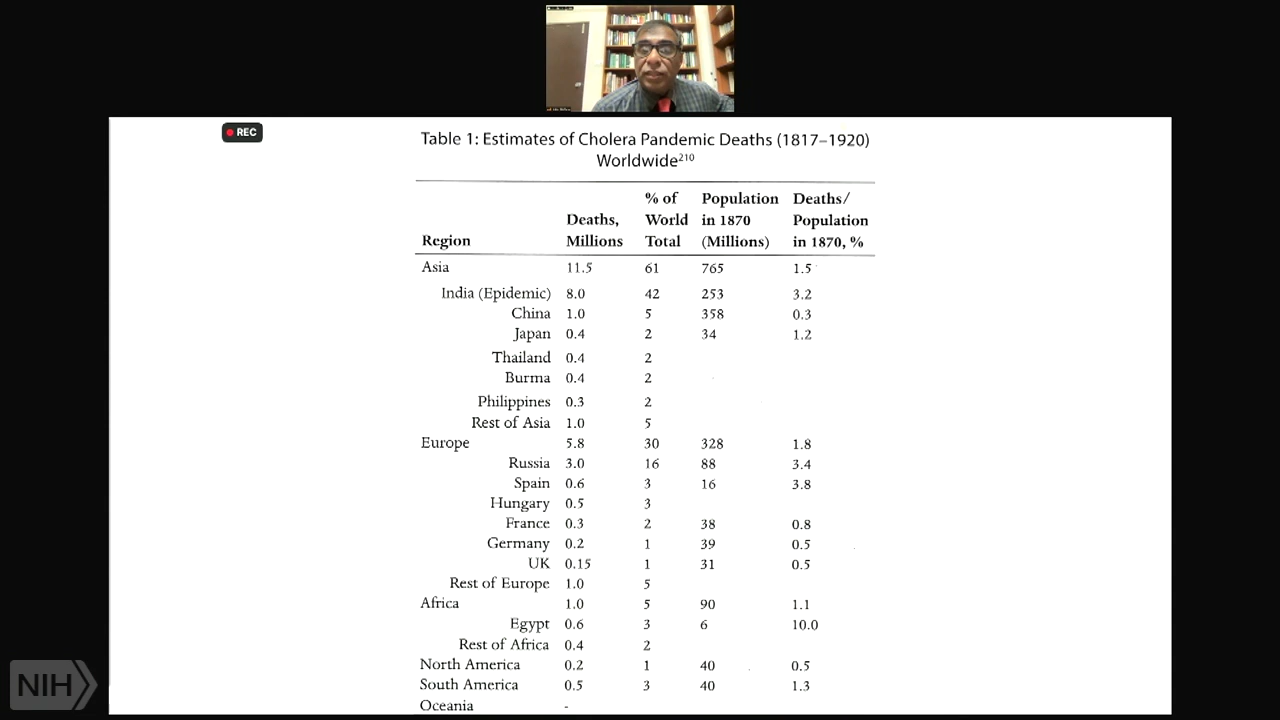 REC
Table 1: Estimates of Cholera Pandemic Deaths (1817–1920)
Worldwide210
Region Deaths, Millions % of World Total Population in 1870 (Millions) Deaths/ Population in 1870, %
Asia 11.5 61 765 1.5
India (Epidemic) 8.0 42 253 3.2
China 1.0 5 358 0.3
Japan 0.4 2 34 1.2
Thailand 0.4 2
Burma 0.4 2
Philippines 0.3 2
Rest of Asia 1.0 5
Europe 5.8 30 328 1.8
Russia 3.0 16 88 3.4
Spain 0.6 3 16 3.8
Hungary 0.5 3
France 0.3 2 38 0.8
Germany 0.2 1 39 0.5
UK 0.15 1 31 0.5
Rest of Europe 1.0 5
Africa 1.0 5 90 1.1
Egypt 0.6 3 6 10.0
Rest of Africa 0.4 2
North America 0.2 1 40 0.5
South America 0.5 3 40 1.3
Oceania -
NIH